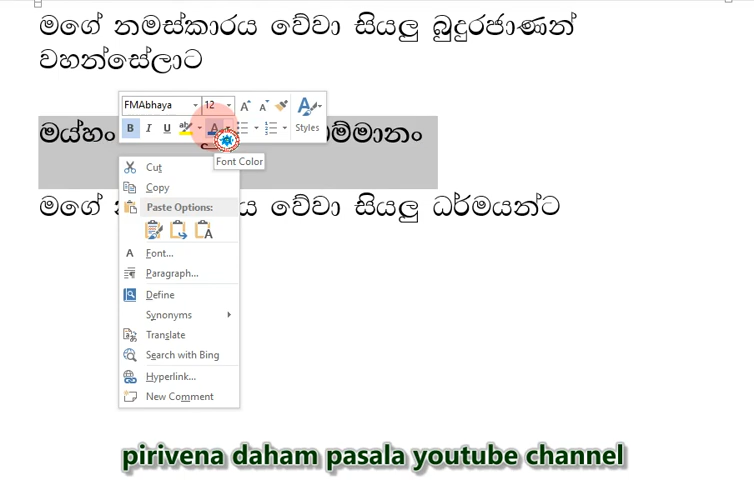 මගේ නමස්කාරය වේවා සියලු බුදුරජාණන්
වහන්සේලාට
FMAbhaya 12
B I U Styles
මය්හං ම්මානං
Font Color
Cut
Copy
Paste Options:
මගේ ය වේවා සියලු ධර්මයන්ට
Font...
Paragraph...
Define
Synonyms
Translate
Search with Bing
Hyperlink...
New Comment
pirivena daham pasala youtube channel